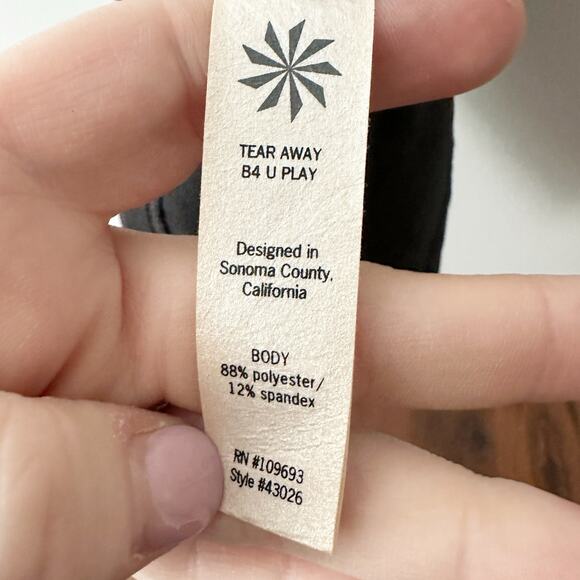 TEAR AWAY
B4 U PLAY
Designed in
Sonoma County,
California
BODY
88% polyester/
12% spandex
RN #109693
Style #43026